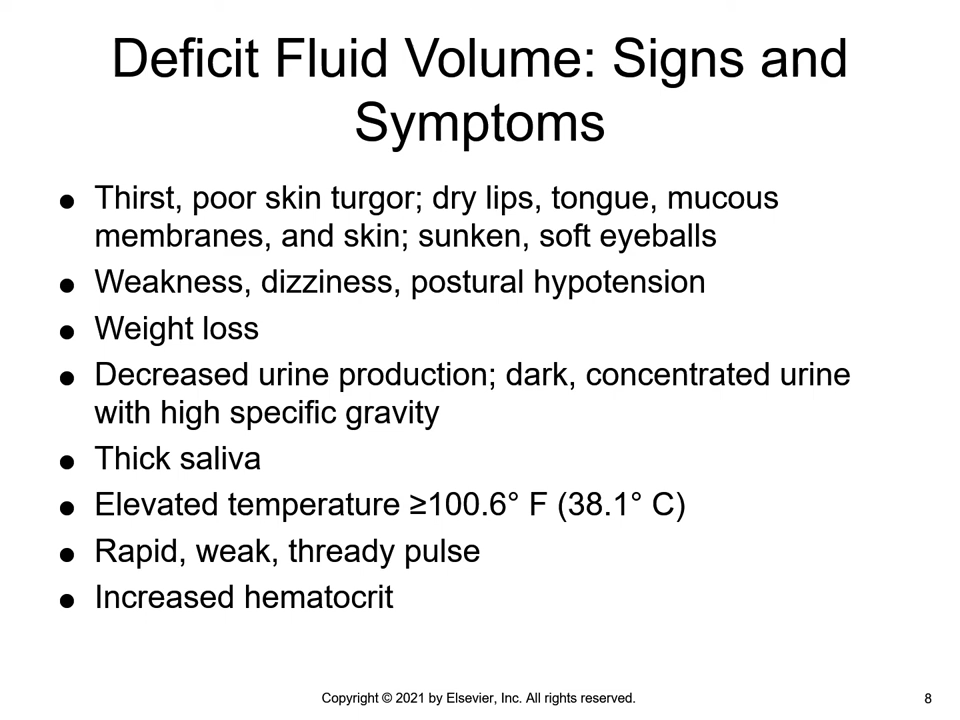 Deficit Fluid Volume: Signs and
Symptoms
● Thirst, poor skin turgor; dry lips, tongue, mucous
membranes, and skin; sunken, soft eyeballs
● Weakness, dizziness, postural hypotension
● Weight loss
● Decreased urine production; dark, concentrated urine
with high specific gravity
● Thick saliva
● Elevated temperature ≥100.6° F (38.1° C)
● Rapid, weak, thready pulse
● Increased hematocrit
Copyright © 2021 by Elsevier, Inc. All rights reserved.
8